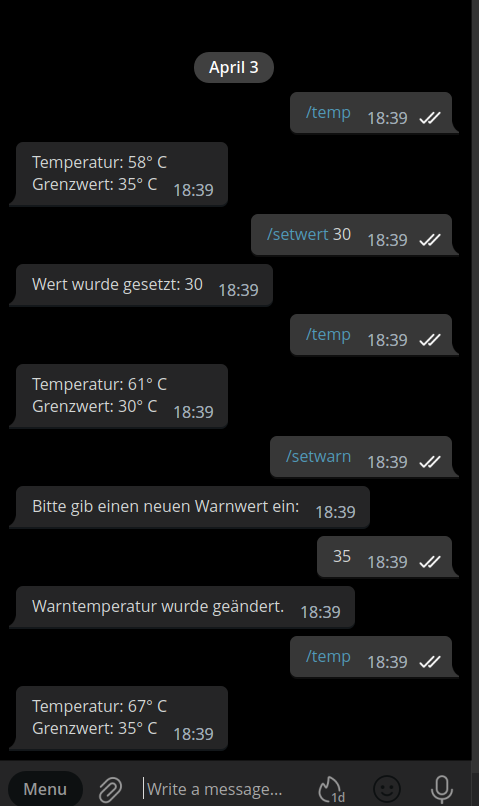 April 3
/temp 18:39
Temperatur: 58° C
Grenzwert: 35° C 18:39
/setwert 30 18:39
Wert wurde gesetzt: 30 18:39
/temp 18:39
Temperatur: 61° C
Grenzwert: 30° C 18:39
/setwarn 18:39
Bitte gib einen neuen Warnwert ein: 18:39
35 18:39
Warntemperatur wurde geändert. 18:39
/temp 18:39
Temperatur: 67° C
Grenzwert: 35° C 18:39
Menu Write a message... 1d